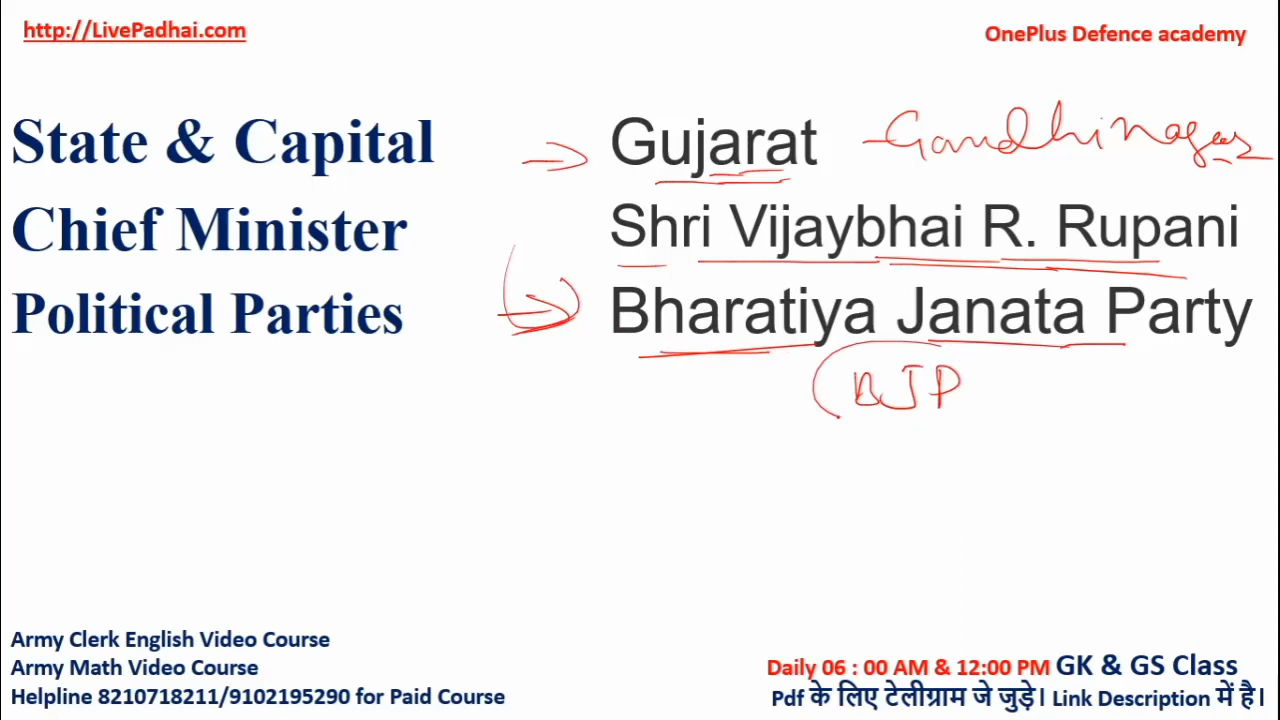 http://LivePadhai.com
OnePlus Defence academy
State & Capital
Gujarat - Gandhinagar
Chief Minister
Shri Vijaybhai R. Rupani
Political Parties
Bharatiya Janata Party
BJP
Army Clerk English Video Course
Army Math Video Course
Helpline 8210718211/9102195290 for Paid Course
Daily 06 : 00 AM & 12:00 PM GK & GS Class
Pdf के लिए टेलीग्राम जे जुड़े। Link Description में है।